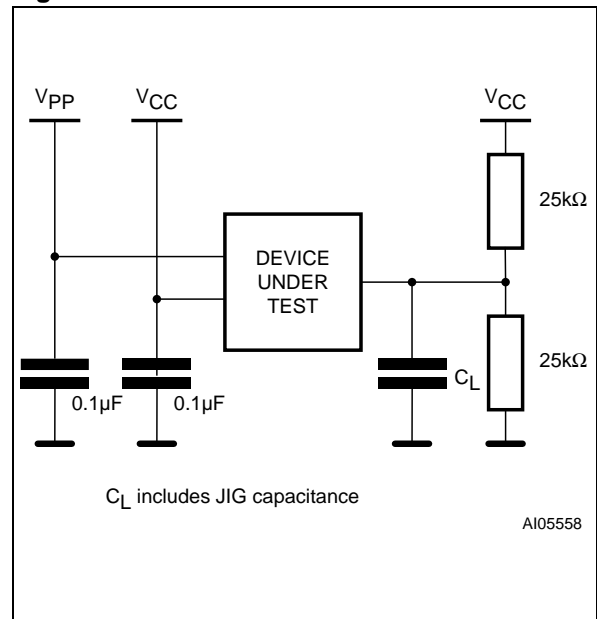 VPP
VCC
VCC
25kΩ
DEVICE
UNDER
TEST
25kΩ
CL
0.1µF
0.1µF
CL includes JIG capacitance
AI05558